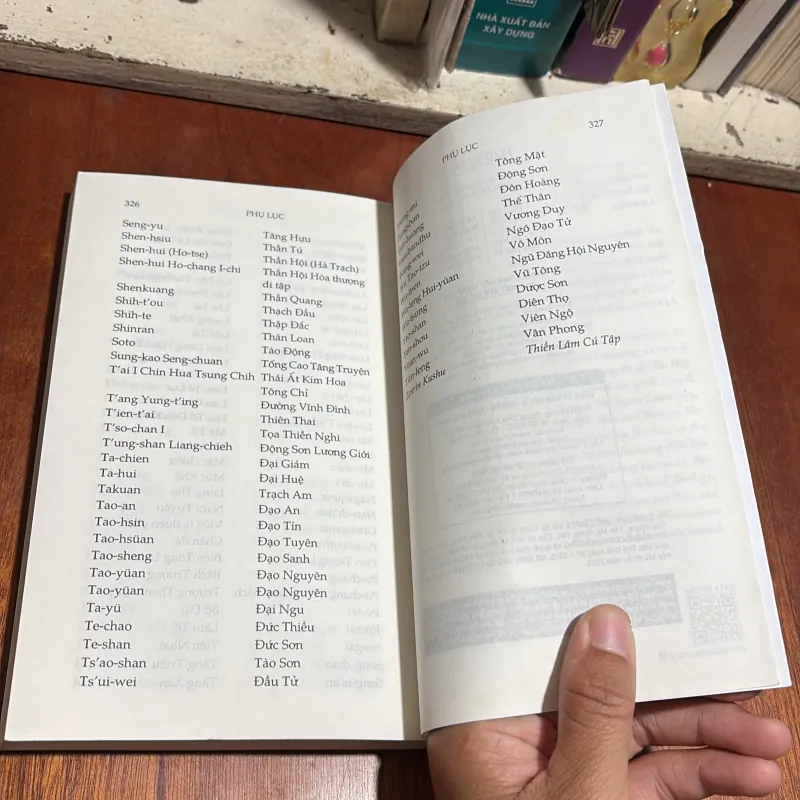 NHÀ XUẤT BẢN
XÂY DỰNG
326 PHỤ LỤC
Seng-yu Tăng Hựu
Shen-hsiu Thần Tú
Shen-hui (Ho-tse) Thần Hội (Hà Trạch)
Shen-hui Ho-chang I-chi Thần Hội Hòa thượng
di tập
Shenkuang Thần Quang
Shih-t'ou Thạch Đầu
Shih-te Thập Đắc
Shinran Thân Loan
Soto Tào Động
Sung-kao Seng-chuan Tống Cao Tăng Truyện
T'ai I Chin Hua Tsung Chih Thái Ất Kim Hoa
Tông Chỉ
T'ang Yung-t'ing Đường Vĩnh Đình
T'ien-t'ai Thiên Thai
T'so-chan I Tọa Thiền Nghi
T'ung-shan Liang-chieh Động Sơn Lương Giới
Ta-chien Đại Giám
Ta-hui Đại Huệ
Takuan Trạch Am
Tao-an Đạo An
Tao-hsin Đạo Tín
Tao-hsüan Đạo Tuyên
Tao-sheng Đạo Sanh
Tao-yüan Đạo Nguyên
Tao-yüan Đạo Nguyên
Ta-yü Đại Ngu
Te-chao Đức Thiều
Te-shan Đức Sơn
Ts'ao-shan Tào Sơn
Ts'ui-wei Đầu Tử
PHỤ LỤC 327
Tông Mật
Động Sơn
Đôn Hoàng
Thế Thân
Vương Duy
Ngô Đạo Tử
Vô Môn
Hui-yüan Ngũ Đăng Hội Nguyên
Vũ Tông
Dược Sơn
Diên Thọ
Viên Ngộ
Vân Phong
Kushu Thiền Lâm Cú Tập